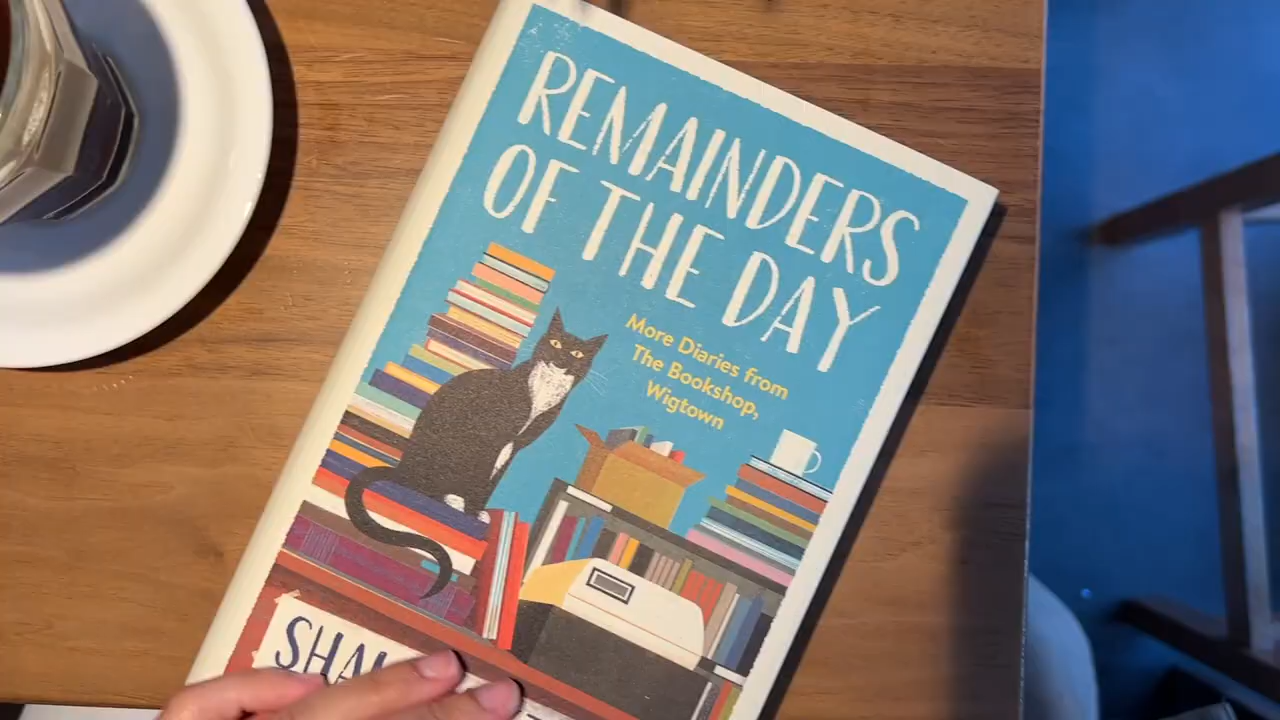 REMAINDERS
OF THE DAY
More Diaries from
The Bookshop,
Wigtown